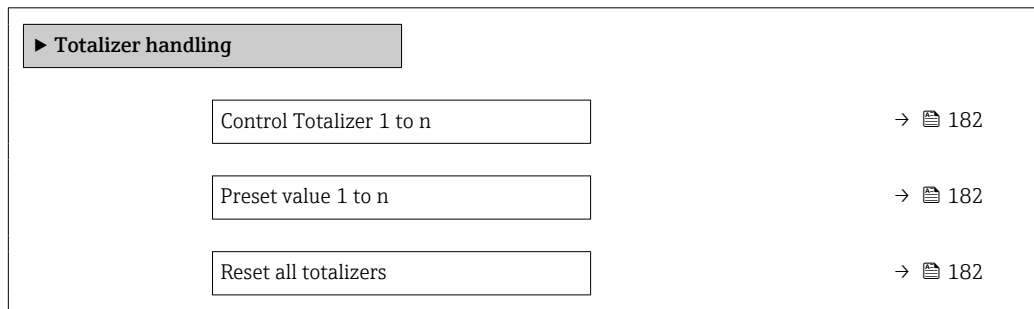 ▶ Totalizer handling
Control Totalizer 1 to n → 182
Preset value 1 to n → 182
Reset all totalizers → 182